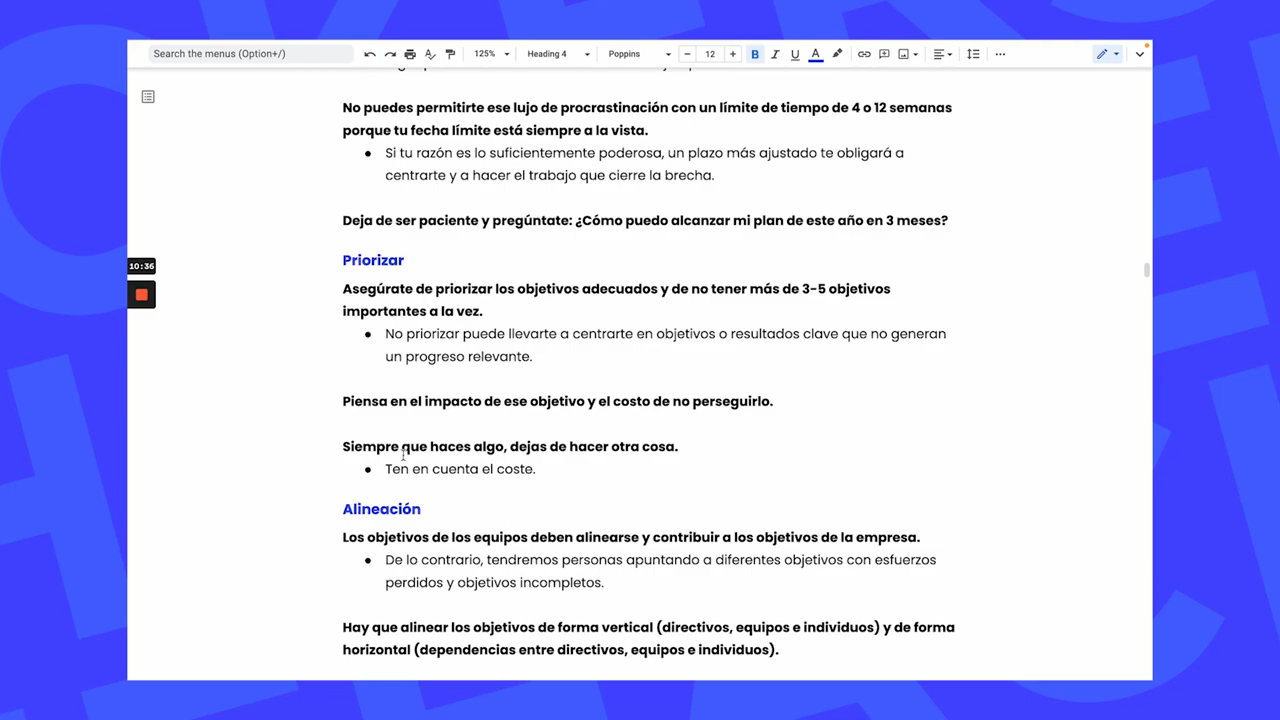 Search the menus (Option+/)
125%
Heading 4
Poppins
12
B
I
U
A
No puedes permitirte ese lujo de procrastinación con un límite de tiempo de 4 o 12 semanas
porque tu fecha límite está siempre a la vista.
● Si tu razón es lo suficientemente poderosa, un plazo más ajustado te obligará a
centrarte y a hacer el trabajo que cierre la brecha.
Deja de ser paciente y pregúntate: ¿Cómo puedo alcanzar mi plan de este año en 3 meses?
10:36
Priorizar
Asegúrate de priorizar los objetivos adecuados y de no tener más de 3-5 objetivos
importantes a la vez.
● No priorizar puede llevarte a centrarte en objetivos o resultados clave que no generan
un progreso relevante.
Piensa en el impacto de ese objetivo y el costo de no perseguirlo.
Siempre que haces algo, dejas de hacer otra cosa.
● Ten en cuenta el coste.
Alineación
Los objetivos de los equipos deben alinearse y contribuir a los objetivos de la empresa.
● De lo contrario, tendremos personas apuntando a diferentes objetivos con esfuerzos
perdidos y objetivos incompletos.
Hay que alinear los objetivos de forma vertical (directivos, equipos e individuos) y de forma
horizontal (dependencias entre directivos, equipos e individuos).